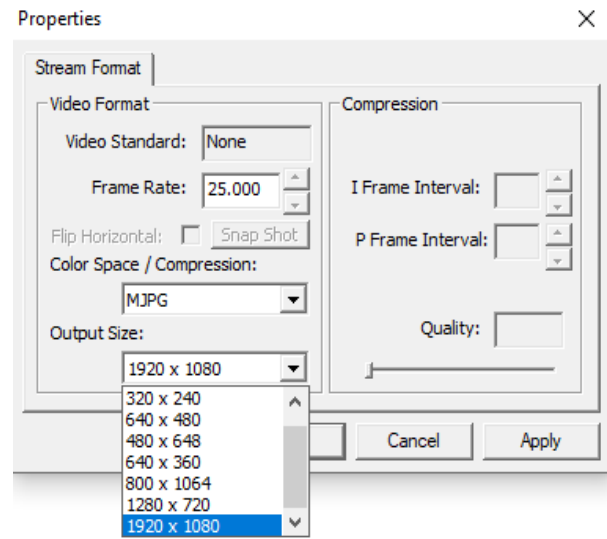 Properties
Stream Format
Video Format
Video Standard: None
Frame Rate: 25.000
Flip Horizontal: Snap Shot
Color Space / Compression:
MJPG
Output Size:
1920 x 1080
320 x 240
640 x 480
480 x 648
640 x 360
800 x 1064
1280 x 720
1920 x 1080
Compression
I Frame Interval:
P Frame Interval:
Quality:
Cancel Apply